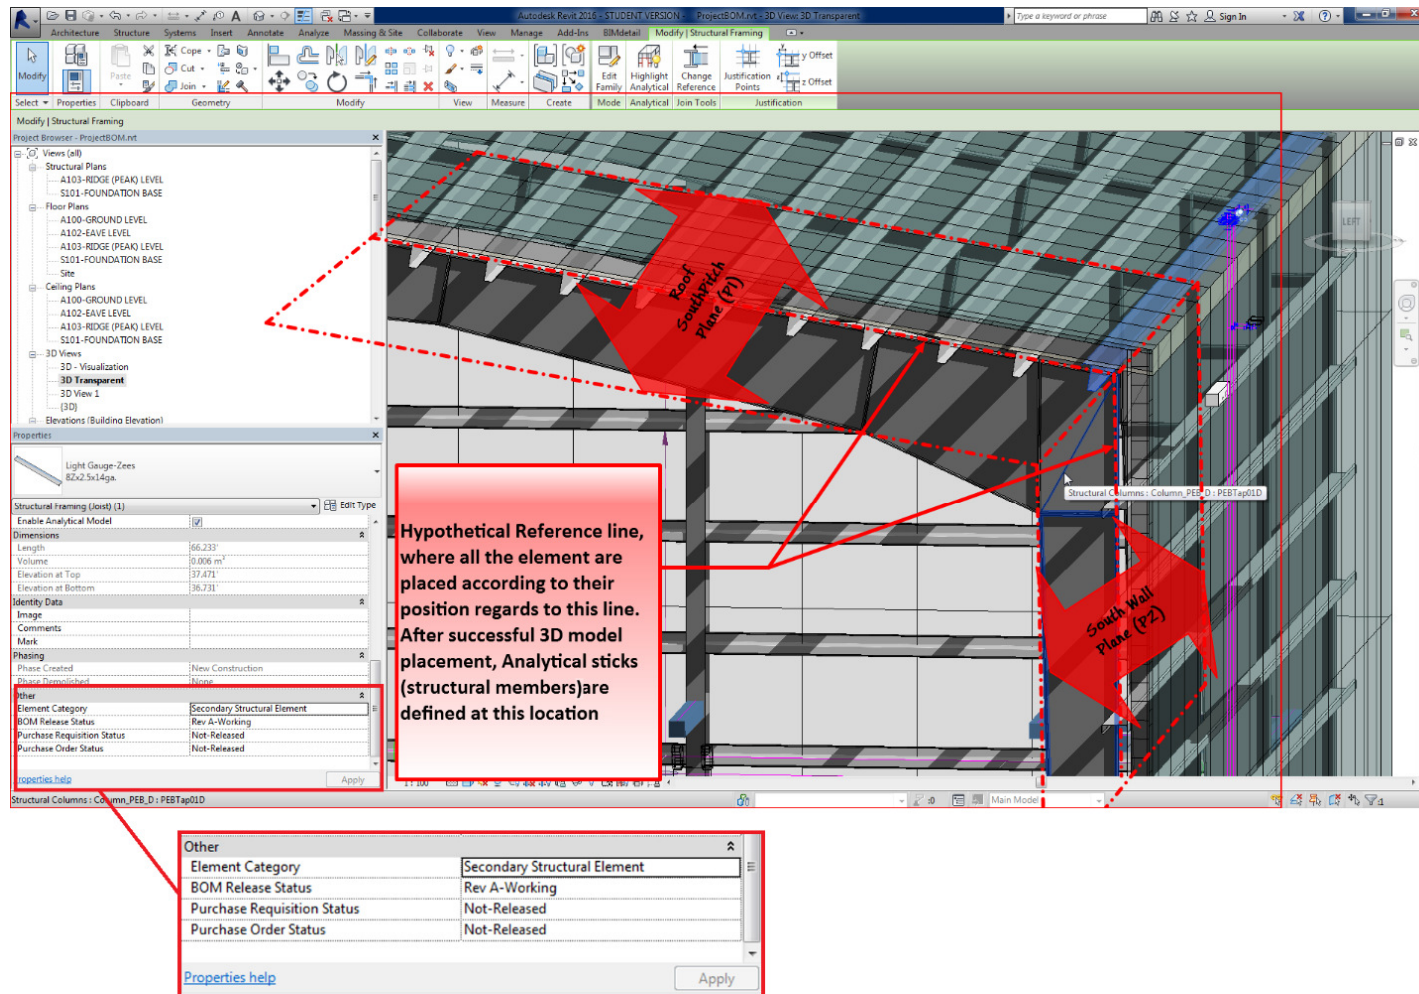 Autodesk Revit 2016 - STUDENT VERSION - ProjectBOM.rvt - 3D View: 3D Transparent
Type a keyword or phrase
Sign In
Architecture Structure Systems Insert Annotate Analyze Massing & Site Collaborate View Manage Add-Ins BIMdetail Modify | Structural Framing
Modify
Paste
Cope
Cut
Join
Edit Family
Highlight Analytical
Change Reference
Justification Points
y Offset
z Offset
Select Properties Clipboard Geometry Modify View Measure Create Mode Analytical Join Tools Justification
Modify | Structural Framing
Project Browser - ProjectBOM.rvt
Views (all)
Structural Plans
A103-RIDGE (PEAK) LEVEL
S101-FOUNDATION BASE
Floor Plans
A100-GROUND LEVEL
A102-EAVE LEVEL
A103-RIDGE (PEAK) LEVEL
S101-FOUNDATION BASE
Site
Ceiling Plans
A100-GROUND LEVEL
A102-EAVE LEVEL
A103-RIDGE (PEAK) LEVEL
S101-FOUNDATION BASE
3D Views
3D - Visualization
3D Transparent
3D View 1
{3D}
Elevations (Building Elevation)
Properties
Light Gauge-Zees
8Zx2.5x14ga.
Structural Framing (Joist) (1)
Edit Type
Enable Analytical Model
Dimensions
Length 66.233'
Volume 0.006 m³
Elevation at Top 37.471'
Elevation at Bottom 36.731'
Identity Data
Image
Comments
Mark
Phasing
Phase Created New Construction
Phase Demolished None
Other
Element Category Secondary Structural Element
BOM Release Status Rev A-Working
Purchase Requisition Status Not-Released
Purchase Order Status Not-Released
Properties help
Apply
Structural Columns : Column_PEB_D : PEBTap01D
LEFT
Roof
SouthPitch
Plane (P1)
Structural Columns : Column_PEB_D : PEBTap01D
South Wall
Plane (P2)
Hypothetical Reference line,
where all the element are
placed according to their
position regards to this line.
After successful 3D model
placement, Analytical sticks
(structural members)are
defined at this location
1 : 100
:0
Main Model
:1
Other
Element Category Secondary Structural Element
BOM Release Status Rev A-Working
Purchase Requisition Status Not-Released
Purchase Order Status Not-Released
Properties help
Apply